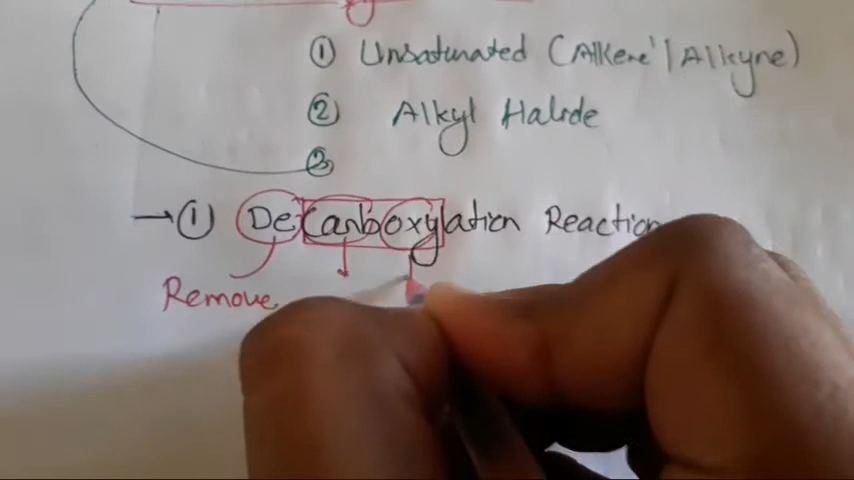 ① Unsaturated (Alkene' | Alkyne)
② Alkyl Halide
③
→ ① Decarboxylation Reaction
Remove